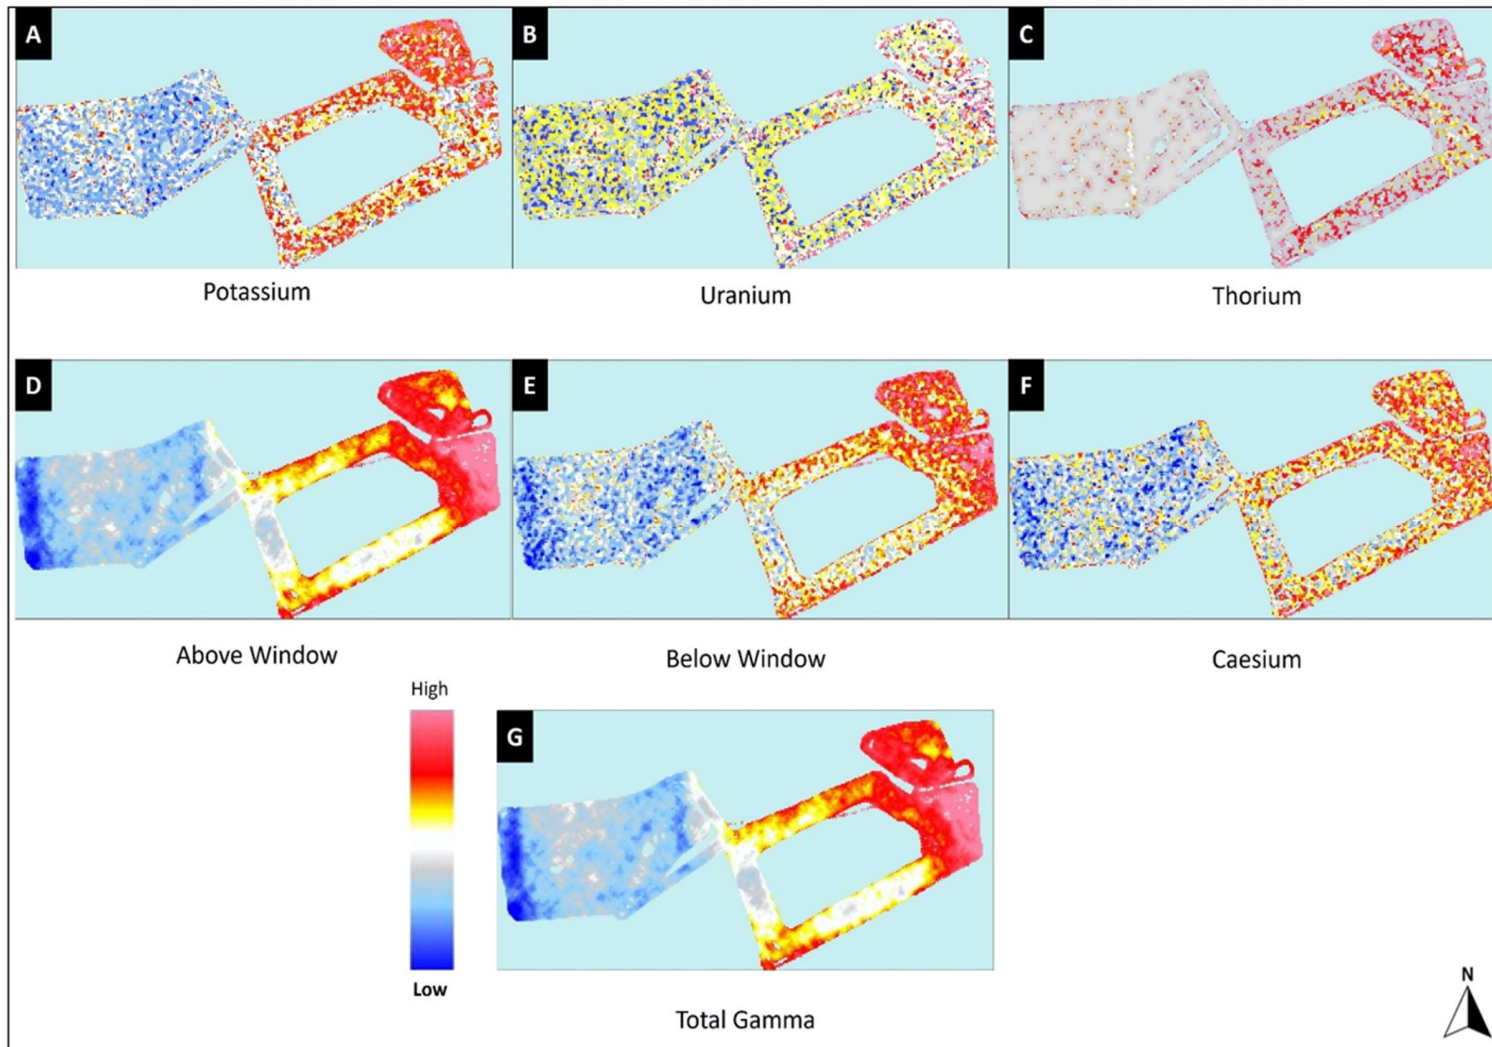 A
B
C
Potassium
Uranium
Thorium
D
E
F
Above Window
Below Window
Caesium
High
G
Low
N
Total Gamma